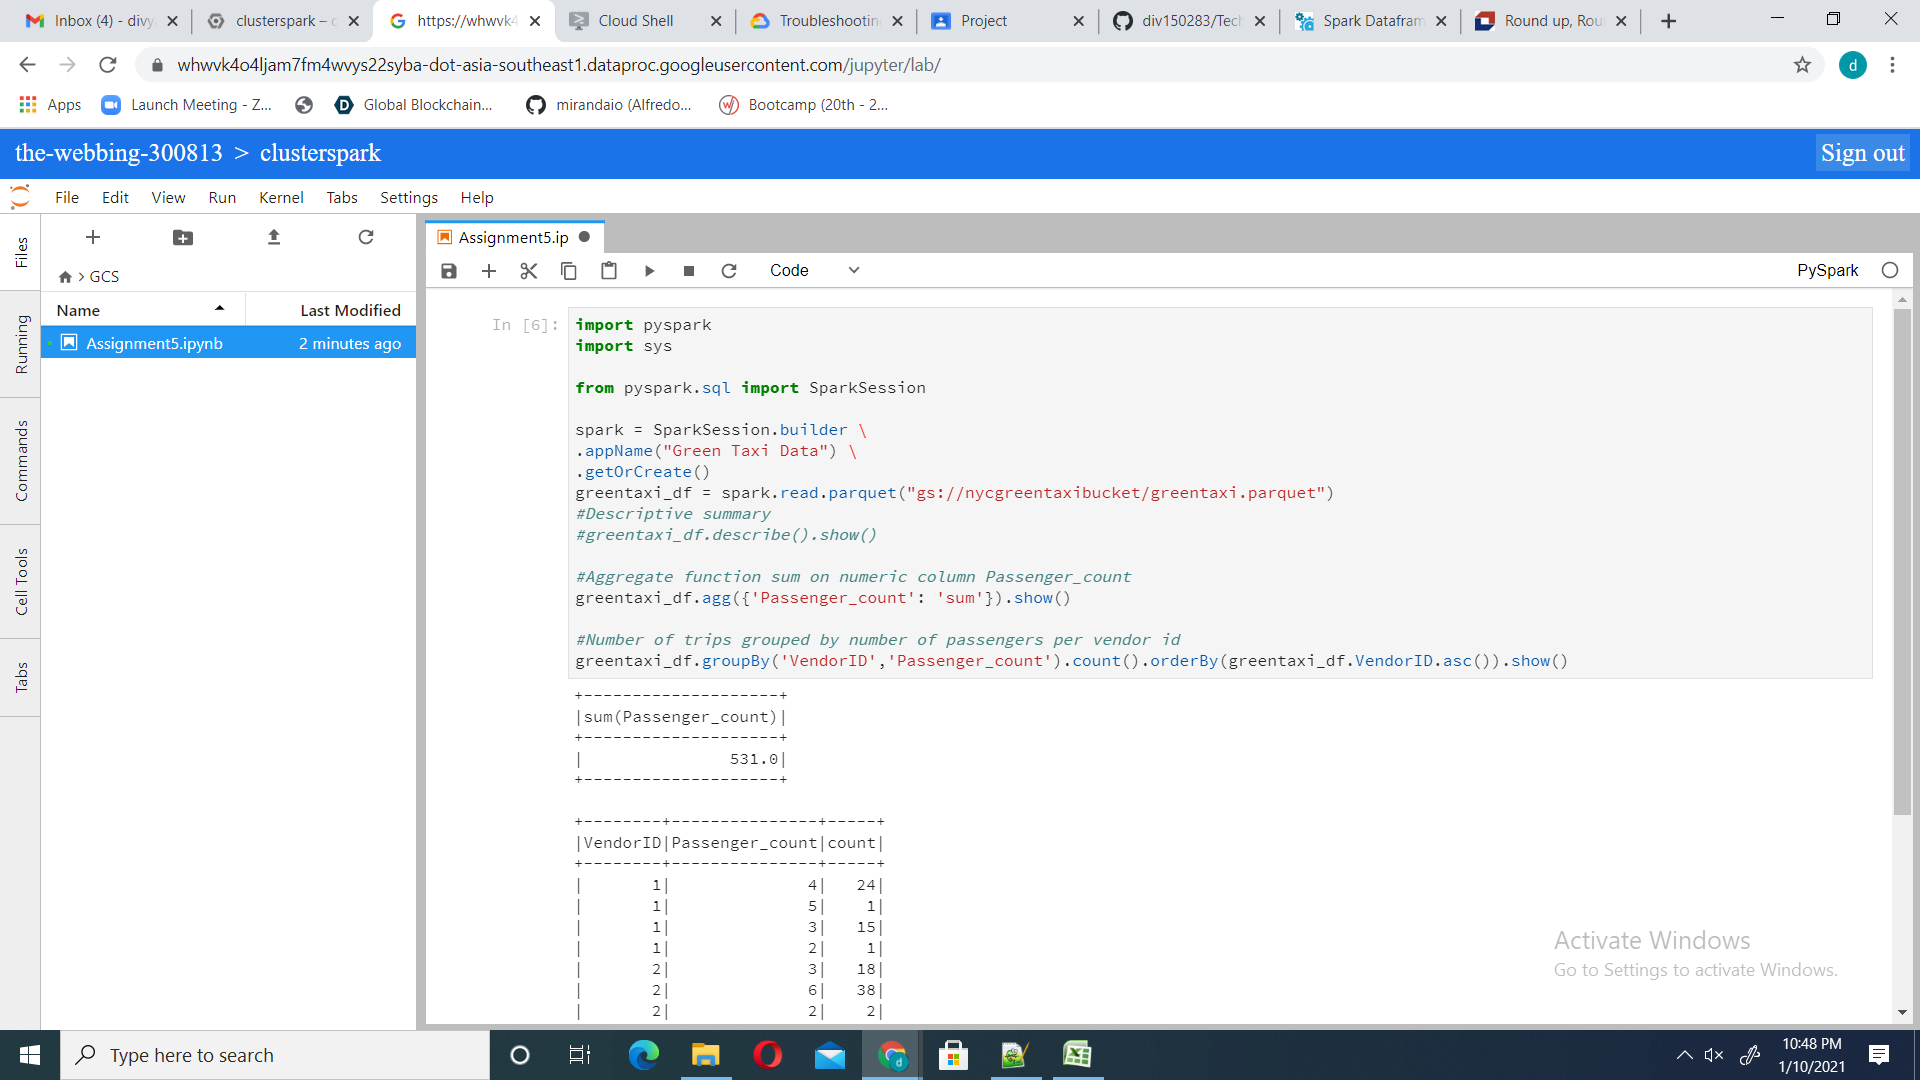 Inbox (4) - divy
clusterspark – c
https://whwvk4
Cloud Shell
Troubleshootin
Project
div150283/Tech
Spark Datafram
Round up, Rou
whwvk4o4ljam7fm4wvys22syba-dot-asia-southeast1.dataproc.googleusercontent.com/jupyter/lab/
d
Apps
Launch Meeting - Z...
Global Blockchain...
mirandaio (Alfredo...
Bootcamp (20th - 2...
the-webbing-300813 > clusterspark
Sign out
File Edit View Run Kernel Tabs Settings Help
Files
Running
Commands
Cell Tools
Tabs
> GCS
Name Last Modified
Assignment5.ipynb 2 minutes ago
Assignment5.ip
Code
PySpark
In [6]:
import pyspark
import sys
from pyspark.sql import SparkSession
spark = SparkSession.builder \
.appName("Green Taxi Data") \
.getOrCreate()
greentaxi_df = spark.read.parquet("gs://nycgreentaxibucket/greentaxi.parquet")
#Descriptive summary
#greentaxi_df.describe().show()
#Aggregate function sum on numeric column Passenger_count
greentaxi_df.agg({'Passenger_count': 'sum'}).show()
#Number of trips grouped by number of passengers per vendor id
greentaxi_df.groupBy('VendorID','Passenger_count').count().orderBy(greentaxi_df.VendorID.asc()).show()
+--------------------+
|sum(Passenger_count)|
+--------------------+
|               531.0|
+--------------------+
+--------+---------------+-----+
|VendorID|Passenger_count|count|
+--------+---------------+-----+
|       1|              4|   24|
|       1|              5|    1|
|       1|              3|   15|
|       1|              2|    1|
|       2|              3|   18|
|       2|              6|   38|
|       2|              2|    2|
Activate Windows
Go to Settings to activate Windows.
Type here to search
d
10:48 PM
1/10/2021